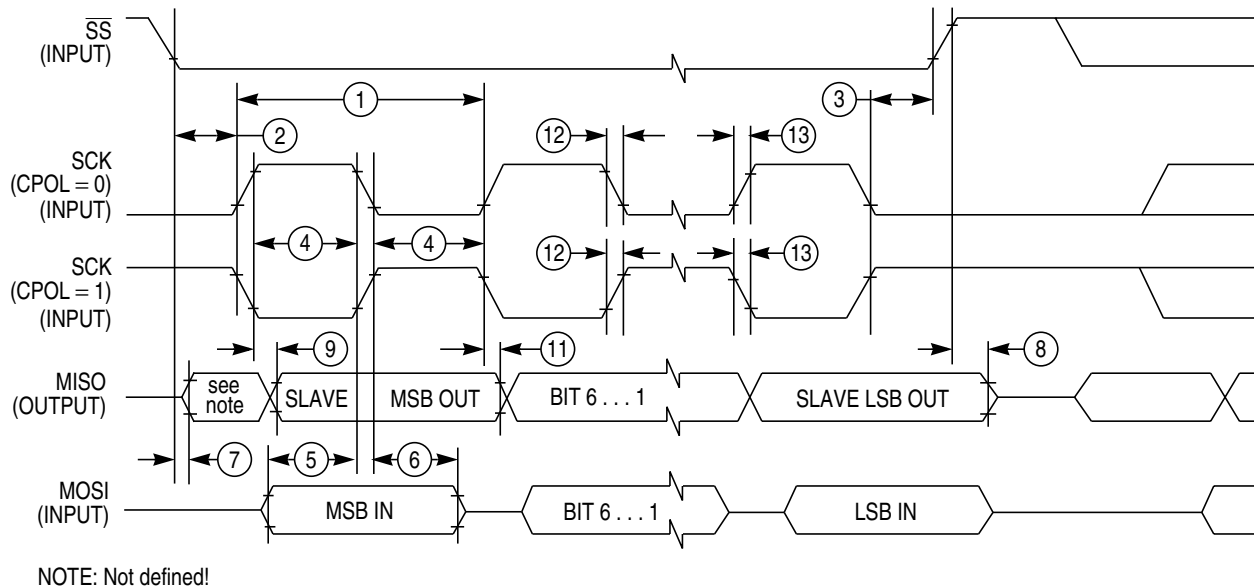 SS
(INPUT)
1
3
2
12
13
SCK
(CPOL = 0)
(INPUT)
4
4
12
13
SCK
(CPOL = 1)
(INPUT)
9
11
8
MISO
(OUTPUT)
see
note
SLAVE
MSB OUT
BIT 6 . . . 1
SLAVE LSB OUT
7
5
6
MOSI
(INPUT)
MSB IN
BIT 6 . . . 1
LSB IN
NOTE: Not defined!